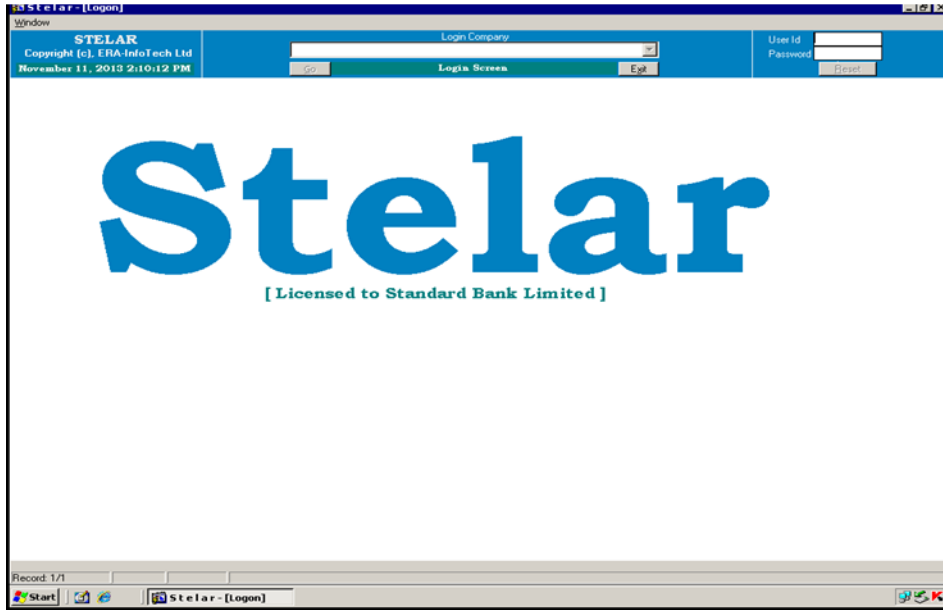 Stelar - [Logon]
Window
STELAR
Copyright (c), ERA-InfoTech Ltd
November 11, 2013 2:10:12 PM
Login Company
Go
Login Screen
Exit
User Id
Password
Reset
Stelar
[ Licensed to Standard Bank Limited ]
Record: 1/1
Start
Stelar - [Logon]